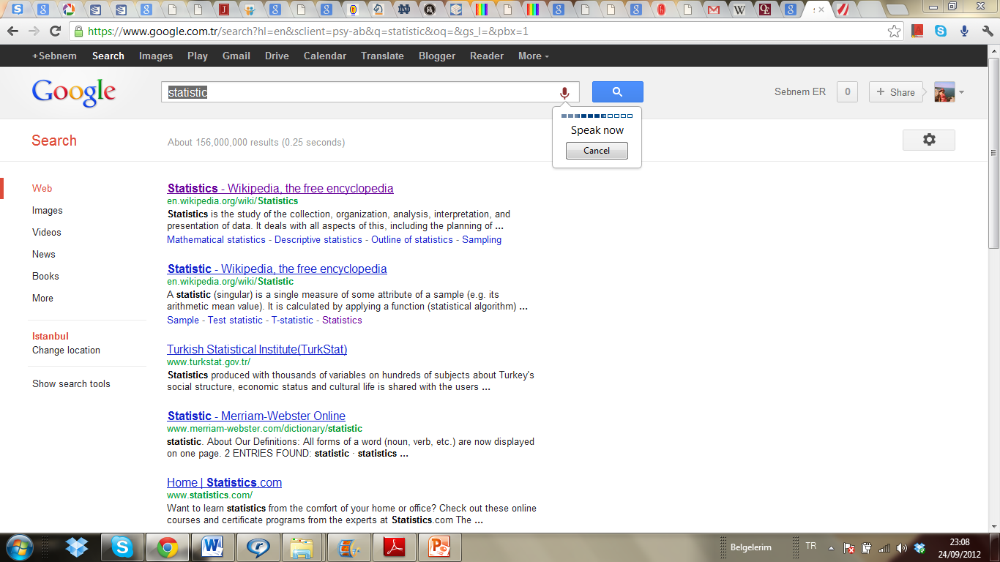 https://www.google.com.tr/search?hl=en&sclient=psy-ab&q=statistic&oq=&gs_l=&pbx=1
+Sebnem Search Images Play Gmail Drive Calendar Translate Blogger Reader More
Google statistic Sebnem ER 0 + Share
Speak now
Cancel
Search About 156,000,000 results (0.25 seconds)
Web
Images
Videos
News
Books
More
Istanbul
Change location
Show search tools
Statistics - Wikipedia, the free encyclopedia
en.wikipedia.org/wiki/Statistics
Statistics is the study of the collection, organization, analysis, interpretation, and
presentation of data. It deals with all aspects of this, including the planning of ...
Mathematical statistics - Descriptive statistics - Outline of statistics - Sampling
Statistic - Wikipedia, the free encyclopedia
en.wikipedia.org/wiki/Statistic
A statistic (singular) is a single measure of some attribute of a sample (e.g. its
arithmetic mean value). It is calculated by applying a function (statistical algorithm) ...
Sample - Test statistic - T-statistic - Statistics
Turkish Statistical Institute(TurkStat)
www.turkstat.gov.tr/
Statistics produced with thousands of variables on hundreds of subjects about Turkey's
social structure, economic status and cultural life is shared with the users ...
Statistic - Merriam-Webster Online
www.merriam-webster.com/dictionary/statistic
statistic. About Our Definitions: All forms of a word (noun, verb, etc.) are now displayed
on one page. 2 ENTRIES FOUND: statistic · statistics ...
Home | Statistics.com
www.statistics.com/
Want to learn statistics from the comfort of your home or office? Check out these online
courses and certificate programs from the experts at Statistics.com The ...
Belgelerim TR 23:08
24/09/2012